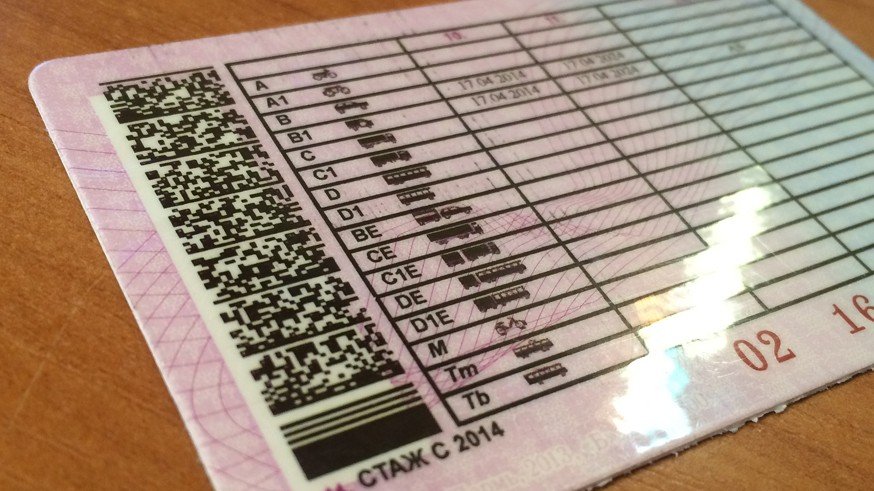 10. 11.
A
A1
B 17.04 2014 17.04 2024
B1 17.04 2014 17.04 2024 AS
C
C1
D
D1
BE
CE
C1E
DE
D1E
M
Tm
Tb
02 16
СТАЖ С 2014